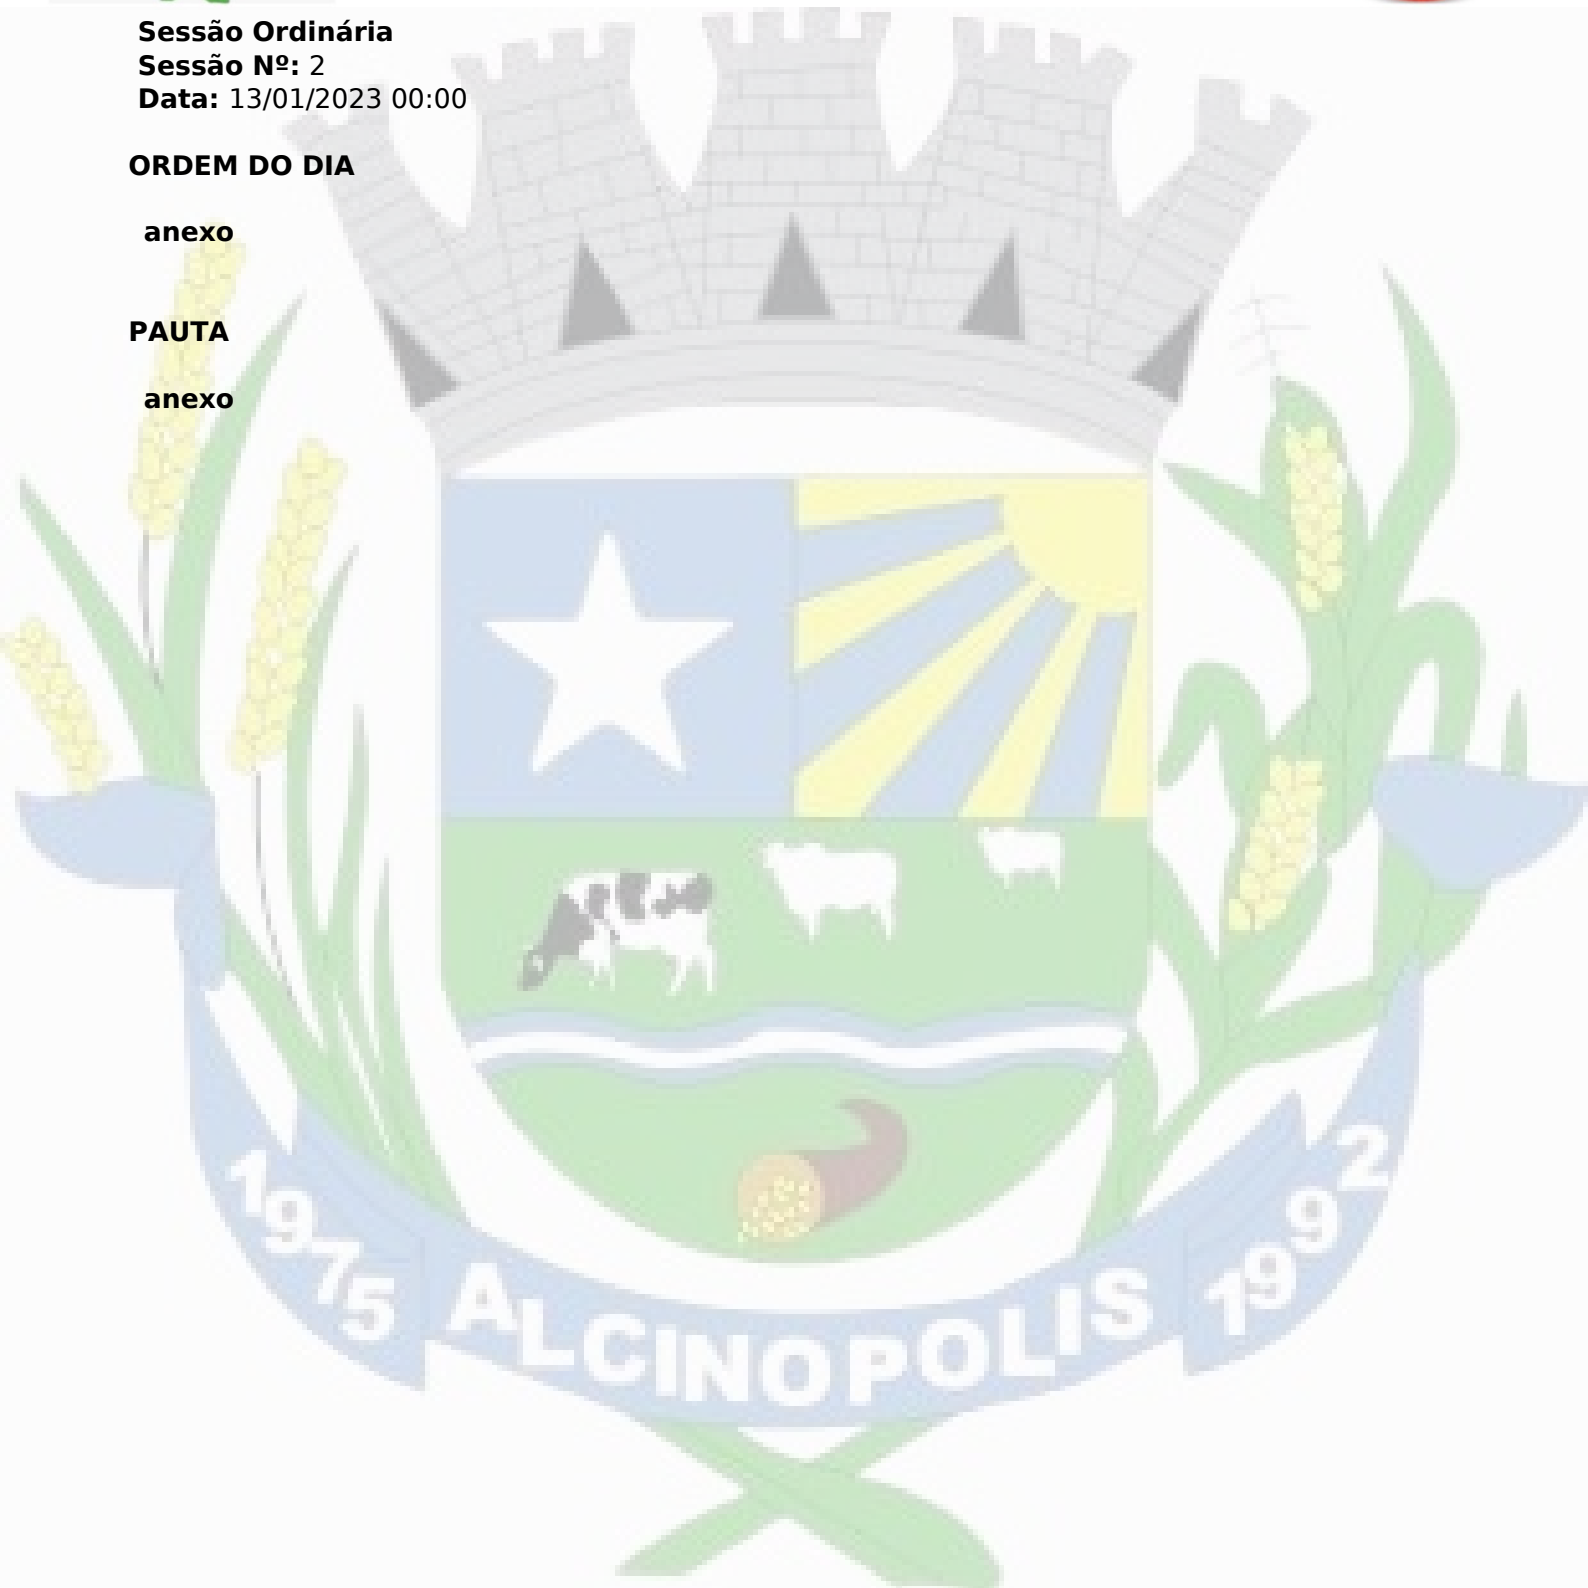 Sessão Ordinária
Sessão Nº: 2
Data: 13/01/2023 00:00
ORDEM DO DIA
anexo
PAUTA
anexo
1975 ALCINOPOLIS 1992